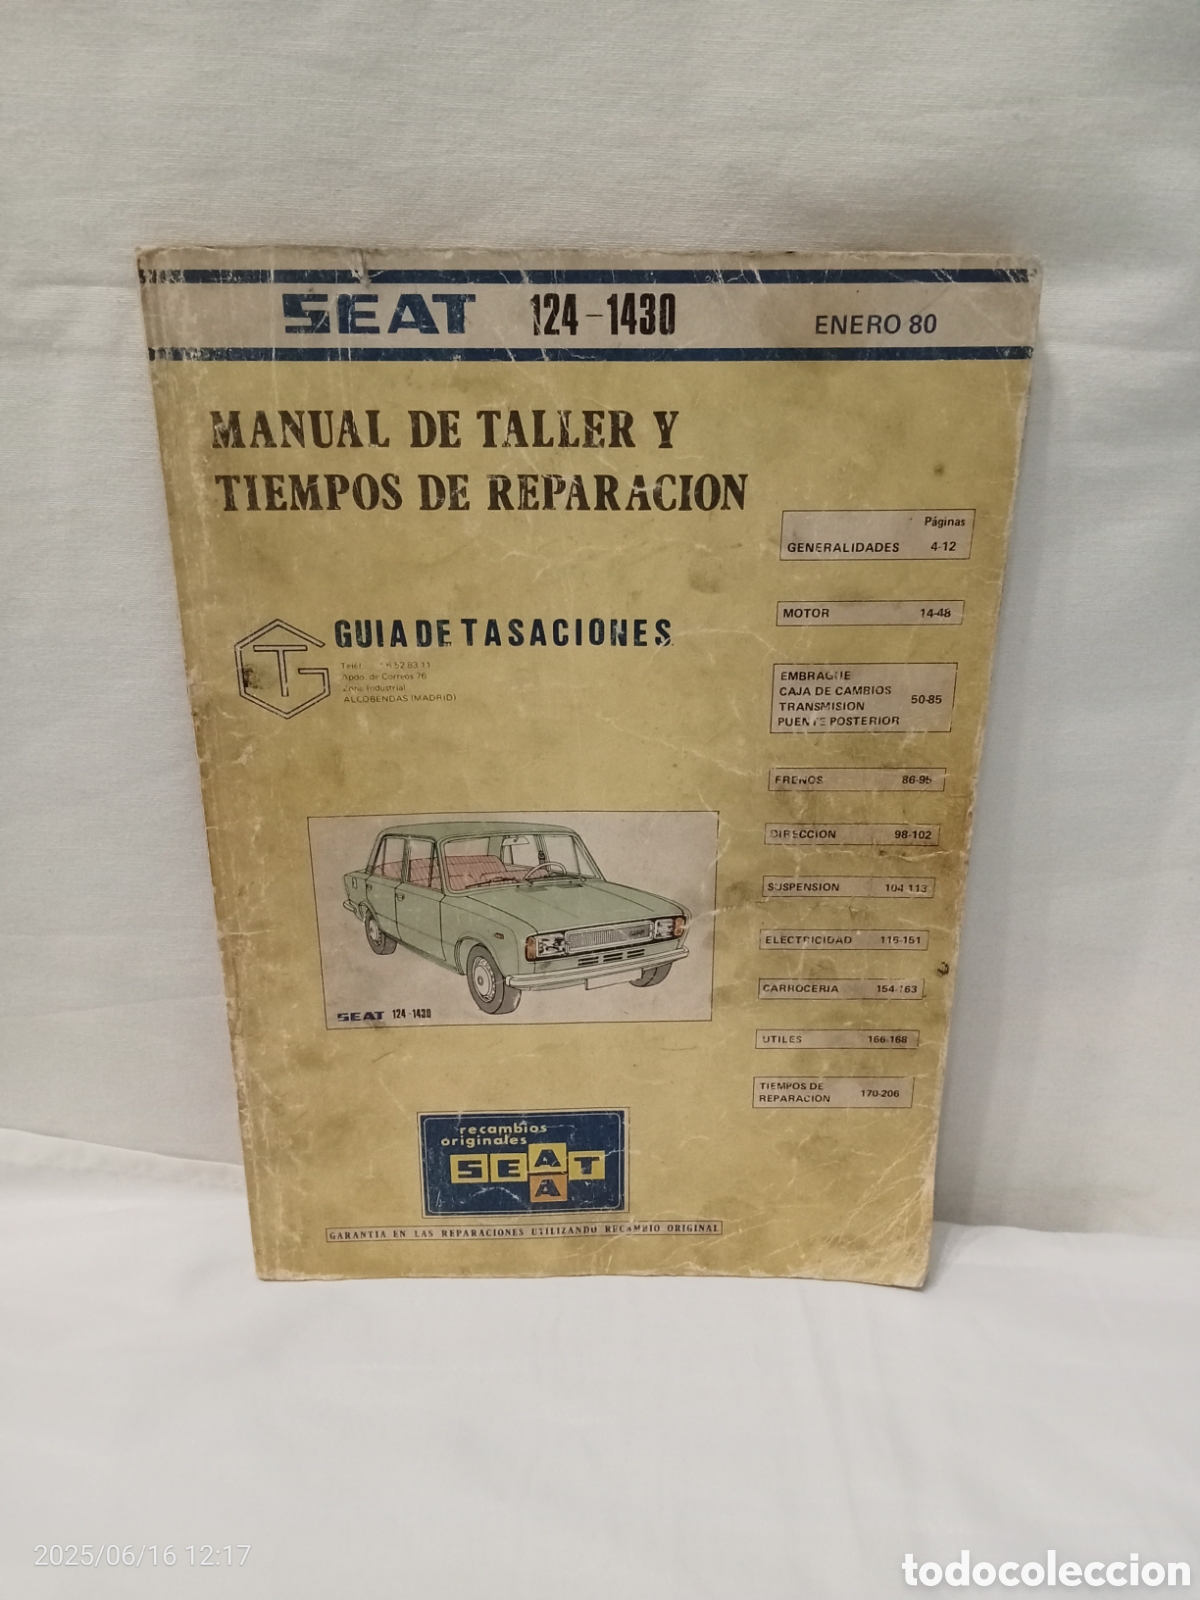 SEAT 124-1430 ENERO 80
MANUAL DE TALLER Y
TIEMPOS DE REPARACION
Páginas
GENERALIDADES 4-12
MOTOR 14-48
EMBRAGUE
CAJA DE CAMBIOS
TRANSMISION
PUENTE POSTERIOR
50-85
FRENOS 86-95
DIRECCION 98-102
SUSPENSION 104-113
ELECTRICIDAD 116-151
CARROCERIA 154-163
UTILES 166-168
TIEMPOS DE
REPARACION
170-206
TG
GUIA DE TASACIONES
52 83 11
Apdo. de Correos 76
Zona Industrial
ALCOBENDAS (MADRID)
SEAT 124-1430
recambios
originales
SEAT
A
GARANTIA EN LAS REPARACIONES UTILIZANDO RECAMBIO ORIGINAL
2025/06/16 12:17
todocoleccion